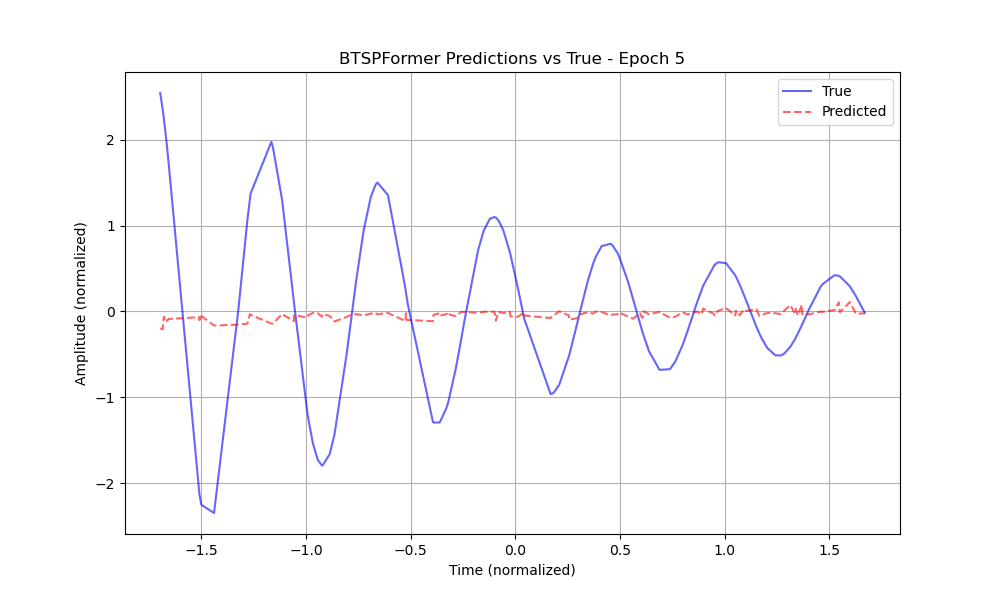 BTSPFormer Predictions vs True - Epoch 5
True
Predicted
Amplitude (normalized)
2
1
0
−1
−2
−1.5
−1.0
−0.5
0.0
0.5
1.0
1.5
Time (normalized)